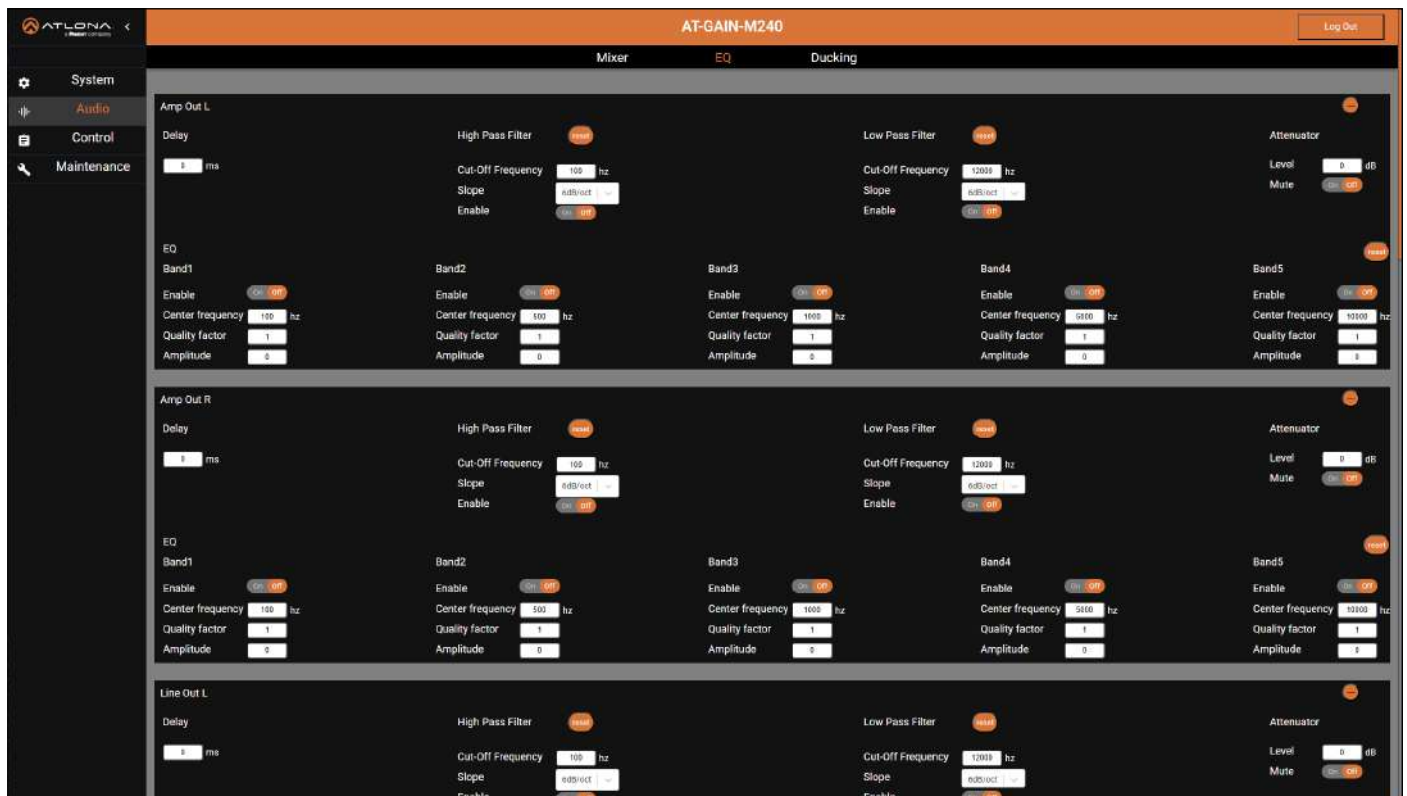 ATLONA
AT-GAIN-M240
Log Out
Mixer EQ Ducking
System
Audio
Control
Maintenance
Amp Out L
Delay High Pass Filter reset Low Pass Filter reset Attenuator
0 ms Cut-Off Frequency 100 hz Cut-Off Frequency 12000 hz Level 0 dB
Slope 6dB/oct Slope 6dB/oct Mute On Off
Enable On Off Enable On Off
EQ reset
Band1 Band2 Band3 Band4 Band5
Enable On Off Enable On Off Enable On Off Enable On Off Enable On Off
Center frequency 100 hz Center frequency 500 hz Center frequency 1000 hz Center frequency 5000 hz Center frequency 10000 hz
Quality factor 1 Quality factor 1 Quality factor 1 Quality factor 1 Quality factor 1
Amplitude 0 Amplitude 0 Amplitude 0 Amplitude 0 Amplitude 0
Amp Out R
Delay High Pass Filter reset Low Pass Filter reset Attenuator
0 ms Cut-Off Frequency 100 hz Cut-Off Frequency 12000 hz Level 0 dB
Slope 6dB/oct Slope 6dB/oct Mute On Off
Enable On Off Enable On Off
EQ reset
Band1 Band2 Band3 Band4 Band5
Enable On Off Enable On Off Enable On Off Enable On Off Enable On Off
Center frequency 100 hz Center frequency 500 hz Center frequency 1000 hz Center frequency 5000 hz Center frequency 10000 hz
Quality factor 1 Quality factor 1 Quality factor 1 Quality factor 1 Quality factor 1
Amplitude 0 Amplitude 0 Amplitude 0 Amplitude 0 Amplitude 0
Line Out L
Delay High Pass Filter reset Low Pass Filter reset Attenuator
0 ms Cut-Off Frequency 100 hz Cut-Off Frequency 12000 hz Level 0 dB
Slope 6dB/oct Slope 6dB/oct Mute On Off